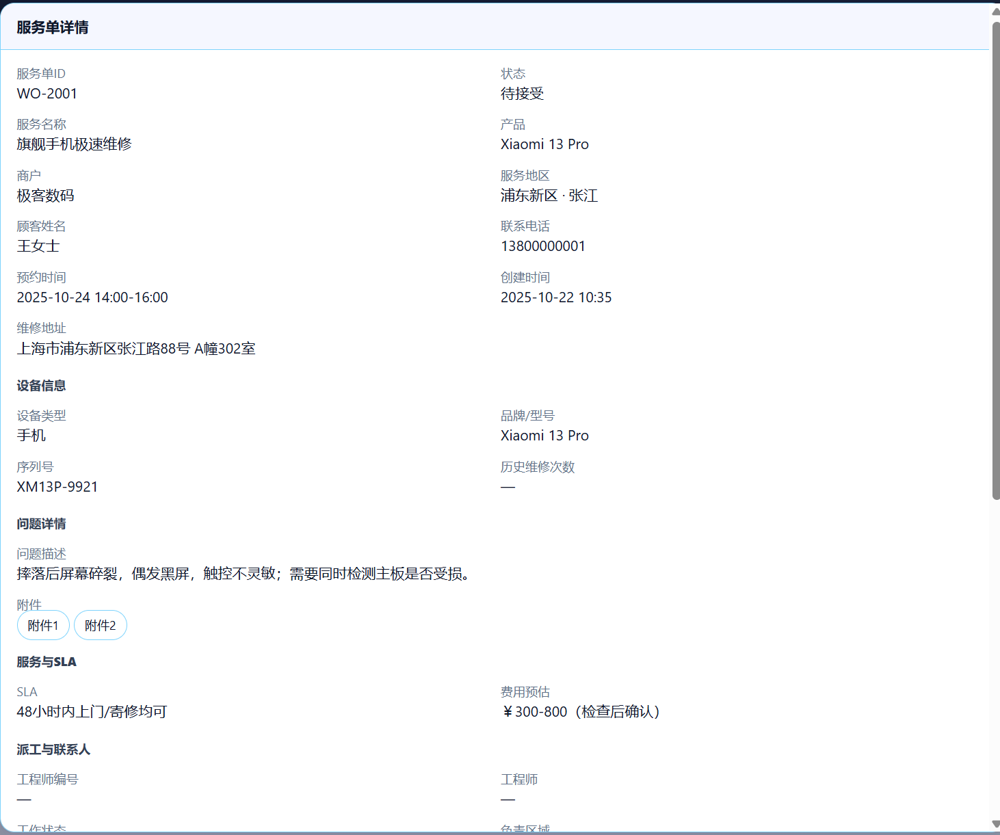 服务单详情
服务单ID
WO-2001
状态
待接受
服务名称
旗舰手机极速维修
产品
Xiaomi 13 Pro
商户
极客数码
服务地区
浦东新区 · 张江
顾客姓名
王女士
联系电话
13800000001
预约时间
2025-10-24 14:00-16:00
创建时间
2025-10-22 10:35
维修地址
上海市浦东新区张江路88号 A幢302室
设备信息
设备类型
手机
品牌/型号
Xiaomi 13 Pro
序列号
XM13P-9921
历史维修次数
—
问题详情
问题描述
摔落后屏幕碎裂，偶发黑屏，触控不灵敏；需要同时检测主板是否受损。
附件
附件1
附件2
服务与SLA
SLA
48小时内上门/寄修均可
费用预估
￥300-800（检查后确认）
派工与联系人
工程师编号
—
工程师
—
工作状态
负责区域